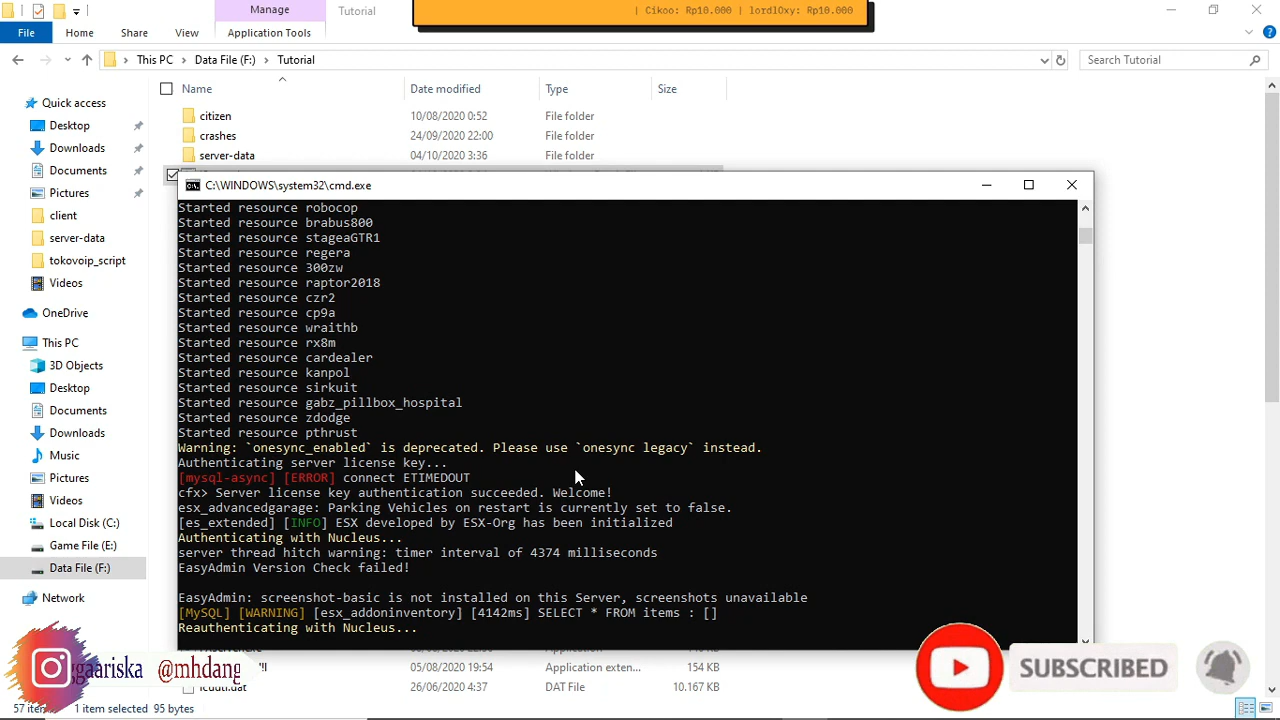 Manage
Tutorial
| Cikoo: Rp10.000 | lordlOxy: Rp10.000
File
Home
Share
View
Application Tools
This PC
Data File (F:)
Tutorial
Search Tutorial
Name
Date modified
Type
Size
Quick access
Desktop
Downloads
Documents
Pictures
client
server-data
tokovoip_script
Videos
OneDrive
This PC
3D Objects
Desktop
Documents
Downloads
Music
Pictures
Videos
Local Disk (C:)
Game File (E:)
Data File (F:)
Network
citizen 10/08/2020 0:52 File folder
crashes 24/09/2020 22:00 File folder
server-data 04/10/2020 3:36 File folder
C:\WINDOWS\system32\cmd.exe
Started resource robocop
Started resource brabus800
Started resource stageaGTR1
Started resource regera
Started resource 300zw
Started resource raptor2018
Started resource czr2
Started resource cp9a
Started resource wraithb
Started resource rx8m
Started resource cardealer
Started resource kanpol
Started resource sirkuit
Started resource gabz_pillbox_hospital
Started resource zdodge
Started resource pthrust
Warning: `onesync_enabled` is deprecated. Please use `onesync legacy` instead.
Authenticating server license key...
[mysql-async] [ERROR] connect ETIMEDOUT
cfx> Server license key authentication succeeded. Welcome!
esx_advancedgarage: Parking Vehicles on restart is currently set to false.
[es_extended] [INFO] ESX developed by ESX-Org has been initialized
Authenticating with Nucleus...
server thread hitch warning: timer interval of 4374 milliseconds
EasyAdmin Version Check failed!
EasyAdmin: screenshot-basic is not installed on this Server, screenshots unavailable
[MySQL] [WARNING] [esx_addoninventory] [4142ms] SELECT * FROM items : []
Reauthenticating with Nucleus...
05/08/2020 19:54 Application exten... 154 KB
26/06/2020 4:37 DAT File 10.167 KB
gaariska @mhdang
SUBSCRIBED
57 items
1 item selected 95 bytes